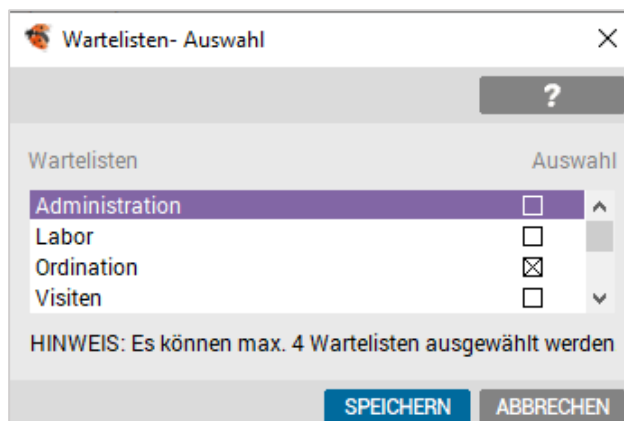 Wartelisten- Auswahl
?
Wartelisten Auswahl
Administration
Labor
Ordination
Visiten
HINWEIS: Es können max. 4 Wartelisten ausgewählt werden
SPEICHERN ABBRECHEN